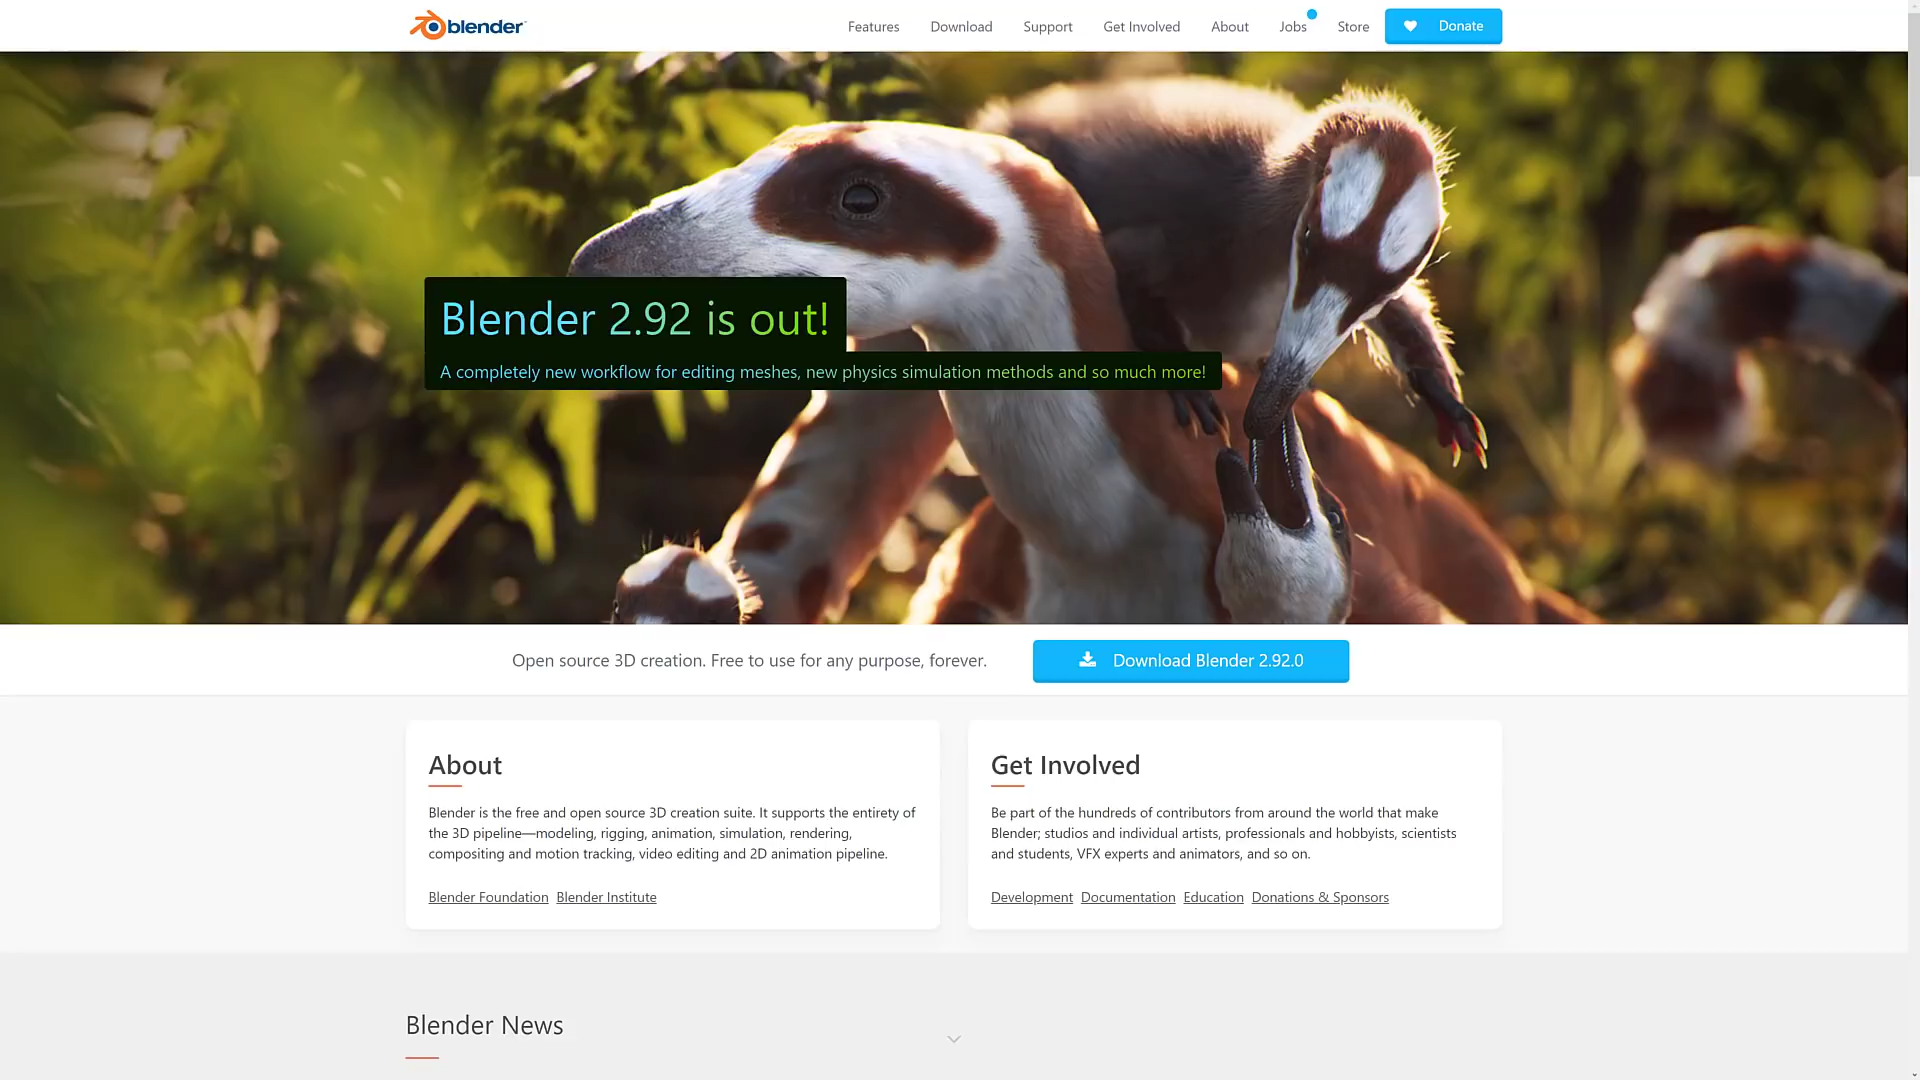 blender
Features Download Support Get Involved About Jobs Store Donate
Blender 2.92 is out!
A completely new workflow for editing meshes, new physics simulation methods and so much more!
Open source 3D creation. Free to use for any purpose, forever.
Download Blender 2.92.0
About
Blender is the free and open source 3D creation suite. It supports the entirety of
the 3D pipeline—modeling, rigging, animation, simulation, rendering,
compositing and motion tracking, video editing and 2D animation pipeline.
Blender Foundation Blender Institute
Get Involved
Be part of the hundreds of contributors from around the world that make
Blender; studios and individual artists, professionals and hobbyists, scientists
and students, VFX experts and animators, and so on.
Development Documentation Education Donations & Sponsors
Blender News